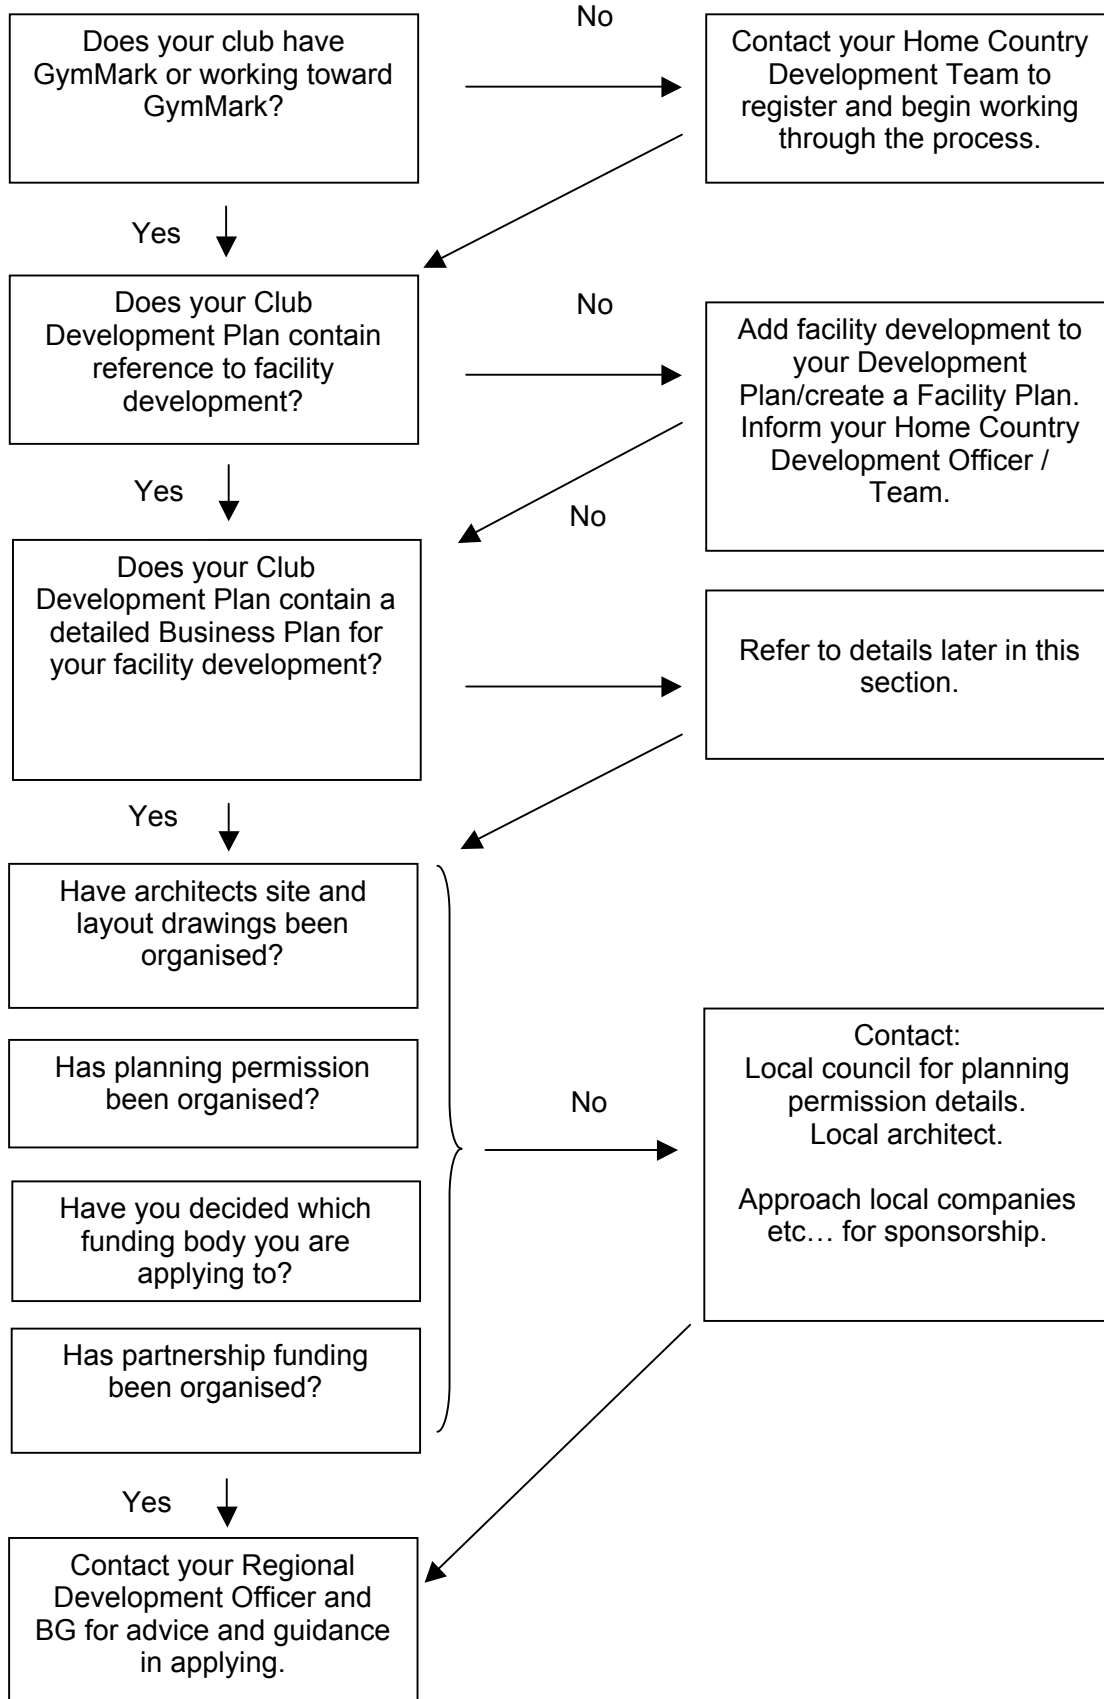 Does your club have
GymMark or working toward
GymMark?
No
Contact your Home Country
Development Team to
register and begin working
through the process.
Yes
Does your Club
Development Plan contain
reference to facility
development?
No
Add facility development to
your Development
Plan/create a Facility Plan.
Inform your Home Country
Development Officer /
Team.
Yes
Does your Club
Development Plan contain a
detailed Business Plan for
your facility development?
No
Refer to details later in this
section.
Yes
Have architects site and
layout drawings been
organised?
Has planning permission
been organised?
Have you decided which
funding body you are
applying to?
Has partnership funding
been organised?
No
Contact:
Local council for planning
permission details.
Local architect.
Approach local companies
etc… for sponsorship.
Yes
Contact your Regional
Development Officer and
BG for advice and guidance
in applying.